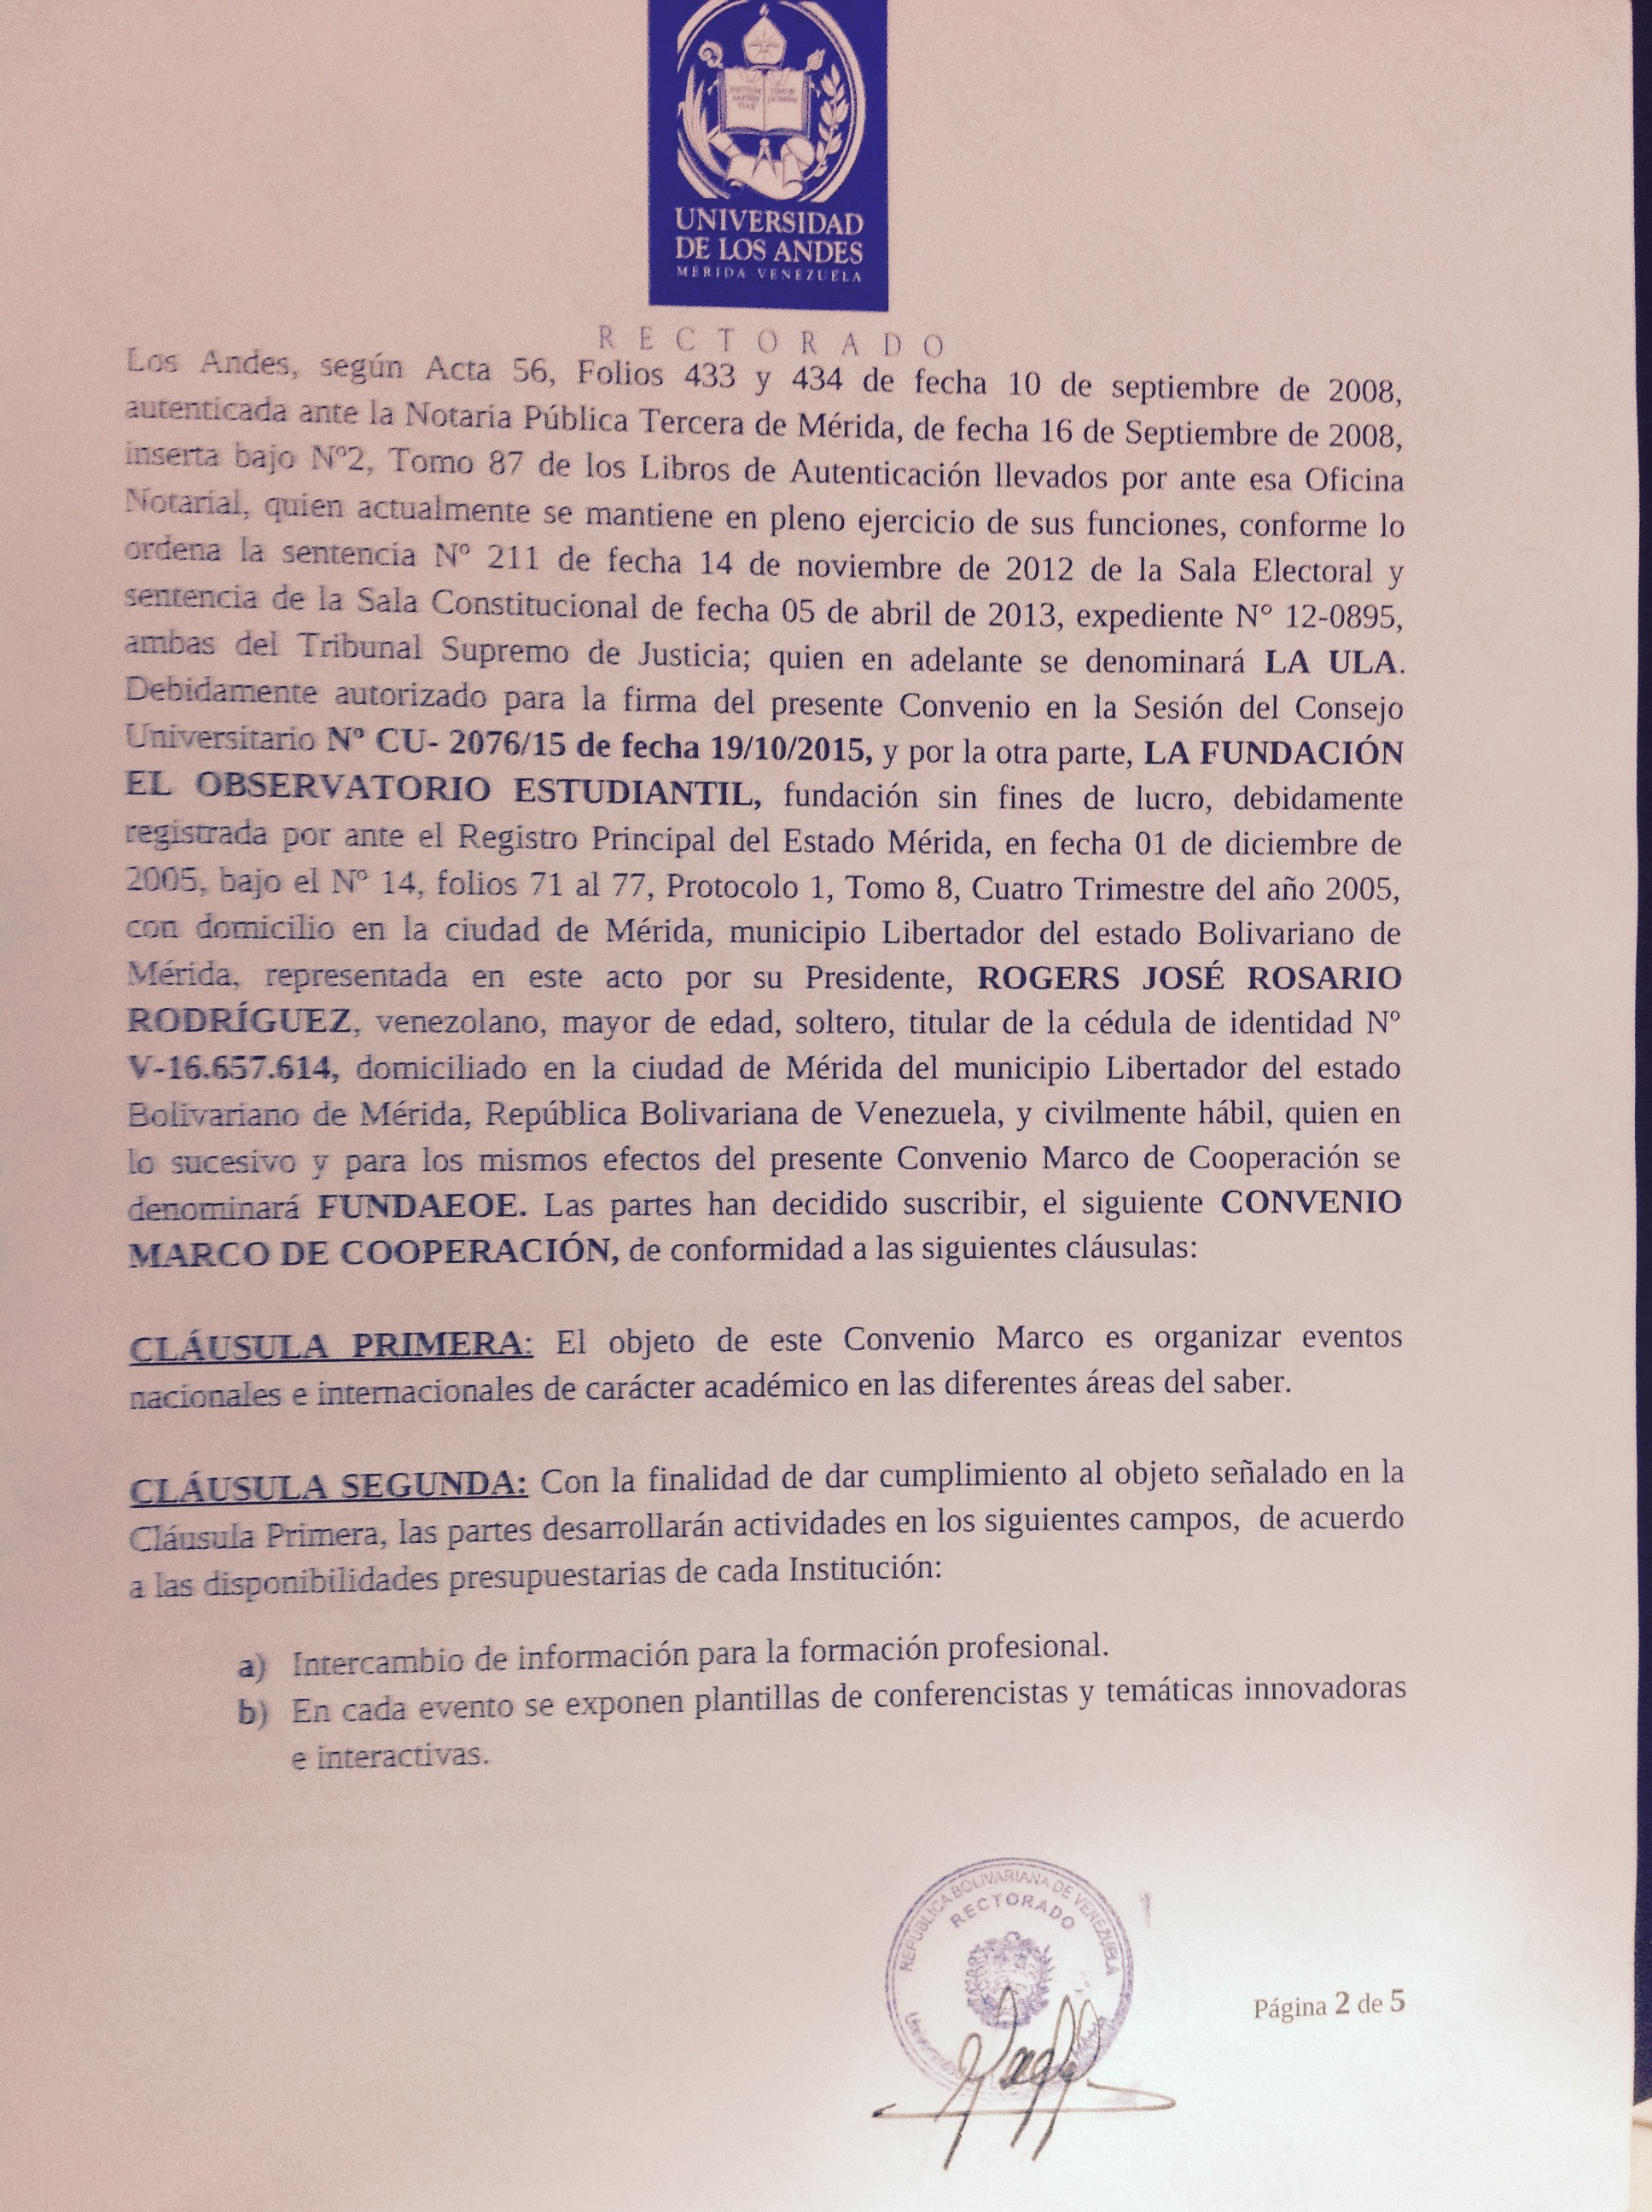 UNIVERSIDAD
DE LOS ANDES
MÉRIDA VENEZUELA
RECTORADO
Los Andes, según Acta 56, Folios 433 y 434 de fecha 10 de septiembre de 2008,
autenticada ante la Notaria Pública Tercera de Mérida, de fecha 16 de Septiembre de 2008,
inserta bajo Nº2, Tomo 87 de los Libros de Autenticación llevados por ante esa Oficina
Notarial, quien actualmente se mantiene en pleno ejercicio de sus funciones, conforme lo
ordena la sentencia Nº 211 de fecha 14 de noviembre de 2012 de la Sala Electoral y
sentencia de la Sala Constitucional de fecha 05 de abril de 2013, expediente N° 12-0895,
ambas del Tribunal Supremo de Justicia; quien en adelante se denominará LA ULA.
Debidamente autorizado para la firma del presente Convenio en la Sesión del Consejo
Universitario Nº CU- 2076/15 de fecha 19/10/2015, y por la otra parte, LA FUNDACIÓN
EL OBSERVATORIO ESTUDIANTIL, fundación sin fines de lucro, debidamente
registrada por ante el Registro Principal del Estado Mérida, en fecha 01 de diciembre de
2005, bajo el Nº 14, folios 71 al 77, Protocolo 1, Tomo 8, Cuatro Trimestre del año 2005,
con domicilio en la ciudad de Mérida, municipio Libertador del estado Bolivariano de
Mérida, representada en este acto por su Presidente, ROGERS JOSÉ ROSARIO
RODRÍGUEZ, venezolano, mayor de edad, soltero, titular de la cédula de identidad Nº
V-16.657.614, domiciliado en la ciudad de Mérida del municipio Libertador del estado
Bolivariano de Mérida, República Bolivariana de Venezuela, y civilmente hábil, quien en
lo sucesivo y para los mismos efectos del presente Convenio Marco de Cooperación se
denominará FUNDAEOE. Las partes han decidido suscribir, el siguiente CONVENIO
MARCO DE COOPERACIÓN, de conformidad a las siguientes cláusulas:
CLÁUSULA PRIMERA: El objeto de este Convenio Marco es organizar eventos
nacionales e internacionales de carácter académico en las diferentes áreas del saber.
CLÁUSULA SEGUNDA: Con la finalidad de dar cumplimiento al objeto señalado en la
Cláusula Primera, las partes desarrollarán actividades en los siguientes campos, de acuerdo
a las disponibilidades presupuestarias de cada Institución:
a) Intercambio de información para la formación profesional.
b) En cada evento se exponen plantillas de conferencistas y temáticas innovadoras
e interactivas.
REPÚBLICA BOLIVARIANA DE VENEZUELA
RECTORADO
Página 2 de 5